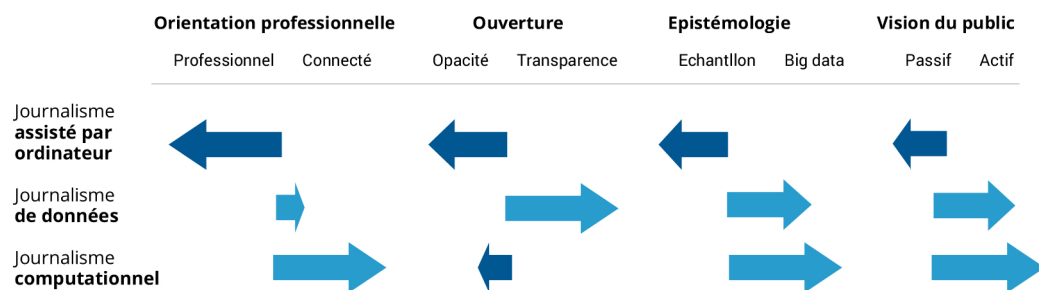 Orientation professionnelle Ouverture Epistémologie Vision du public
Professionnel Connecté Opacité Transparence Echantllon Big data Passif Actif
Journalisme
assisté par
ordinateur
Journalisme
de données
Journalisme
computationnel